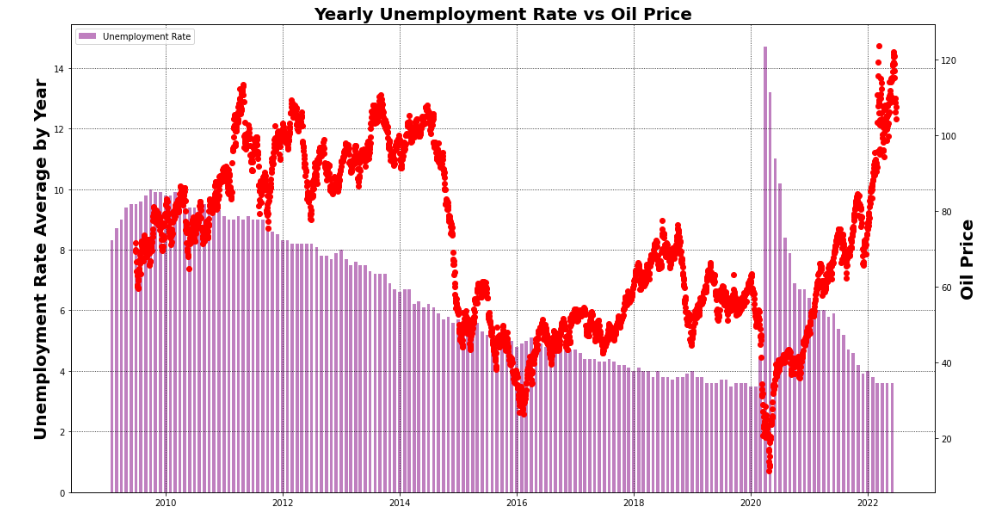 Yearly Unemployment Rate vs Oil Price
Unemployment Rate
Unemployment Rate Average by Year
14
12
10
8
6
4
2
0
120
100
80
60
40
20
Oil Price
2010 2012 2014 2016 2018 2020 2022